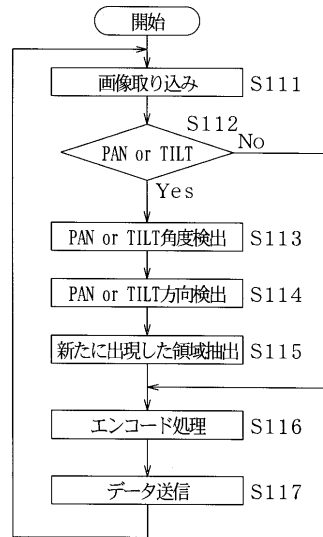 開始
画像取り込み S111
S112
PAN or TILT No
Yes
PAN or TILT角度検出 S113
PAN or TILT方向検出 S114
新たに出現した領域抽出 S115
エンコード処理 S116
データ送信 S117